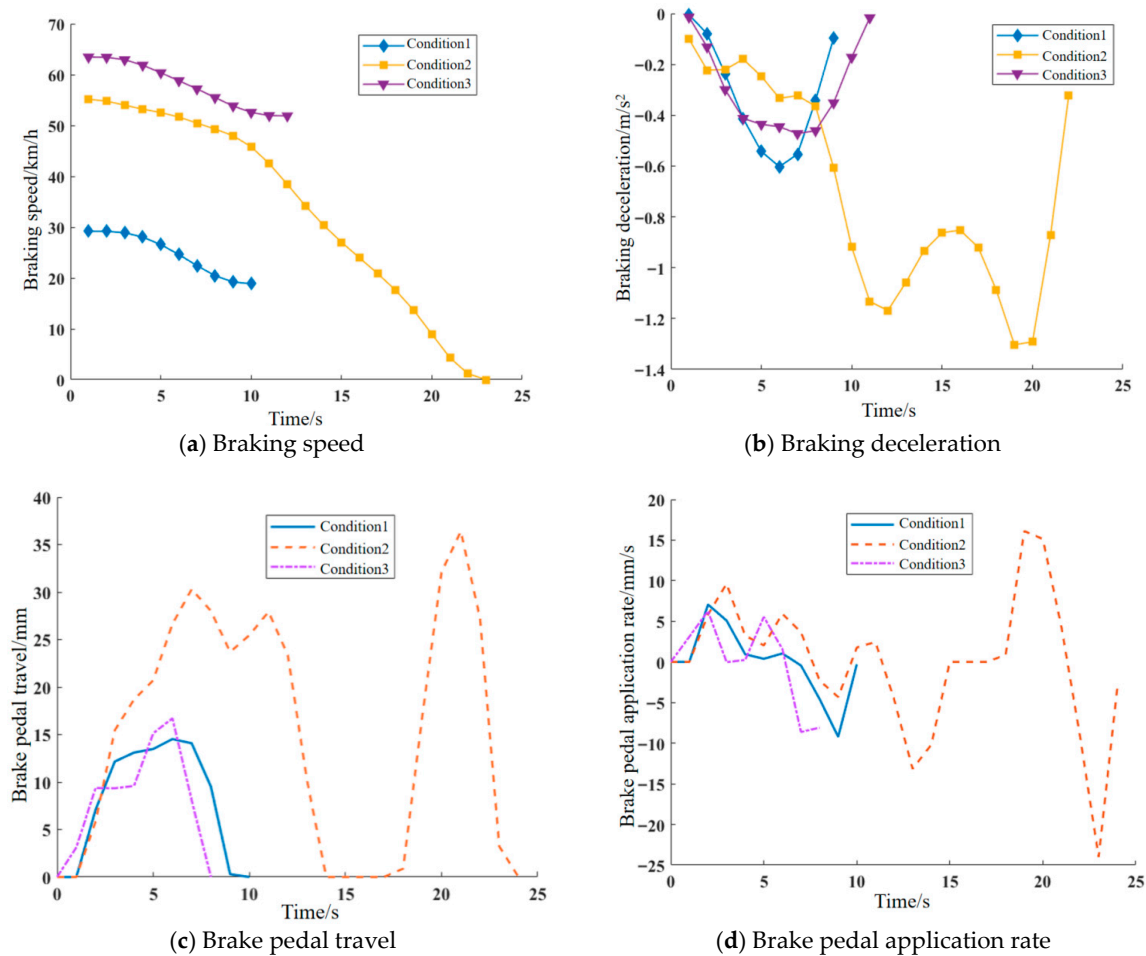 70
60
50
40
30
20
10
0
0
5
10
15
20
25
Braking speed/km/h
Time/s
Condition1
Condition2
Condition3
(a) Braking speed
0
−0.2
−0.4
−0.6
−0.8
−1
−1.2
−1.4
0
5
10
15
20
25
Braking deceleration/m/s²
Time/s
Condition1
Condition2
Condition3
(b) Braking deceleration
40
35
30
25
20
15
10
5
0
0
5
10
15
20
25
Brake pedal travel/mm
Time/s
Condition1
Condition2
Condition3
(c) Brake pedal travel
20
15
10
5
0
−5
−10
−15
−20
−25
0
5
10
15
20
25
Brake pedal application rate/mm/s
Time/s
Condition1
Condition2
Condition3
(d) Brake pedal application rate